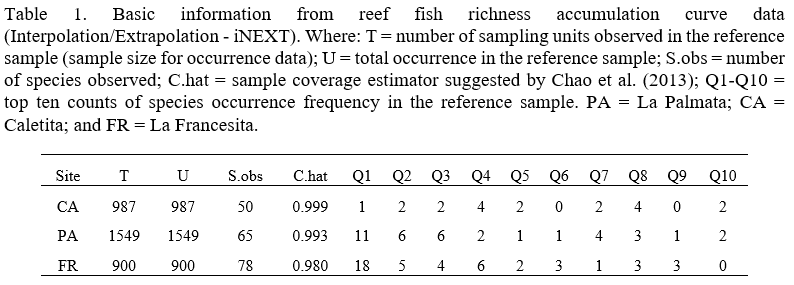 Table 1. Basic information from reef fish richness accumulation curve data
(Interpolation/Extrapolation - iNEXT). Where: T = number of sampling units observed in the reference
sample (sample size for occurrence data); U = total occurrence in the reference sample; S.obs = number
of species observed; C.hat = sample coverage estimator suggested by Chao et al. (2013); Q1-Q10 =
top ten counts of species occurrence frequency in the reference sample. PA = La Palmata; CA =
Caletita; and FR = La Francesita.
Site T U S.obs C.hat Q1 Q2 Q3 Q4 Q5 Q6 Q7 Q8 Q9 Q10
CA 987 987 50 0.999 1 2 2 4 2 0 2 4 0 2
PA 1549 1549 65 0.993 11 6 6 2 1 1 4 3 1 2
FR 900 900 78 0.980 18 5 4 6 2 3 1 3 3 0